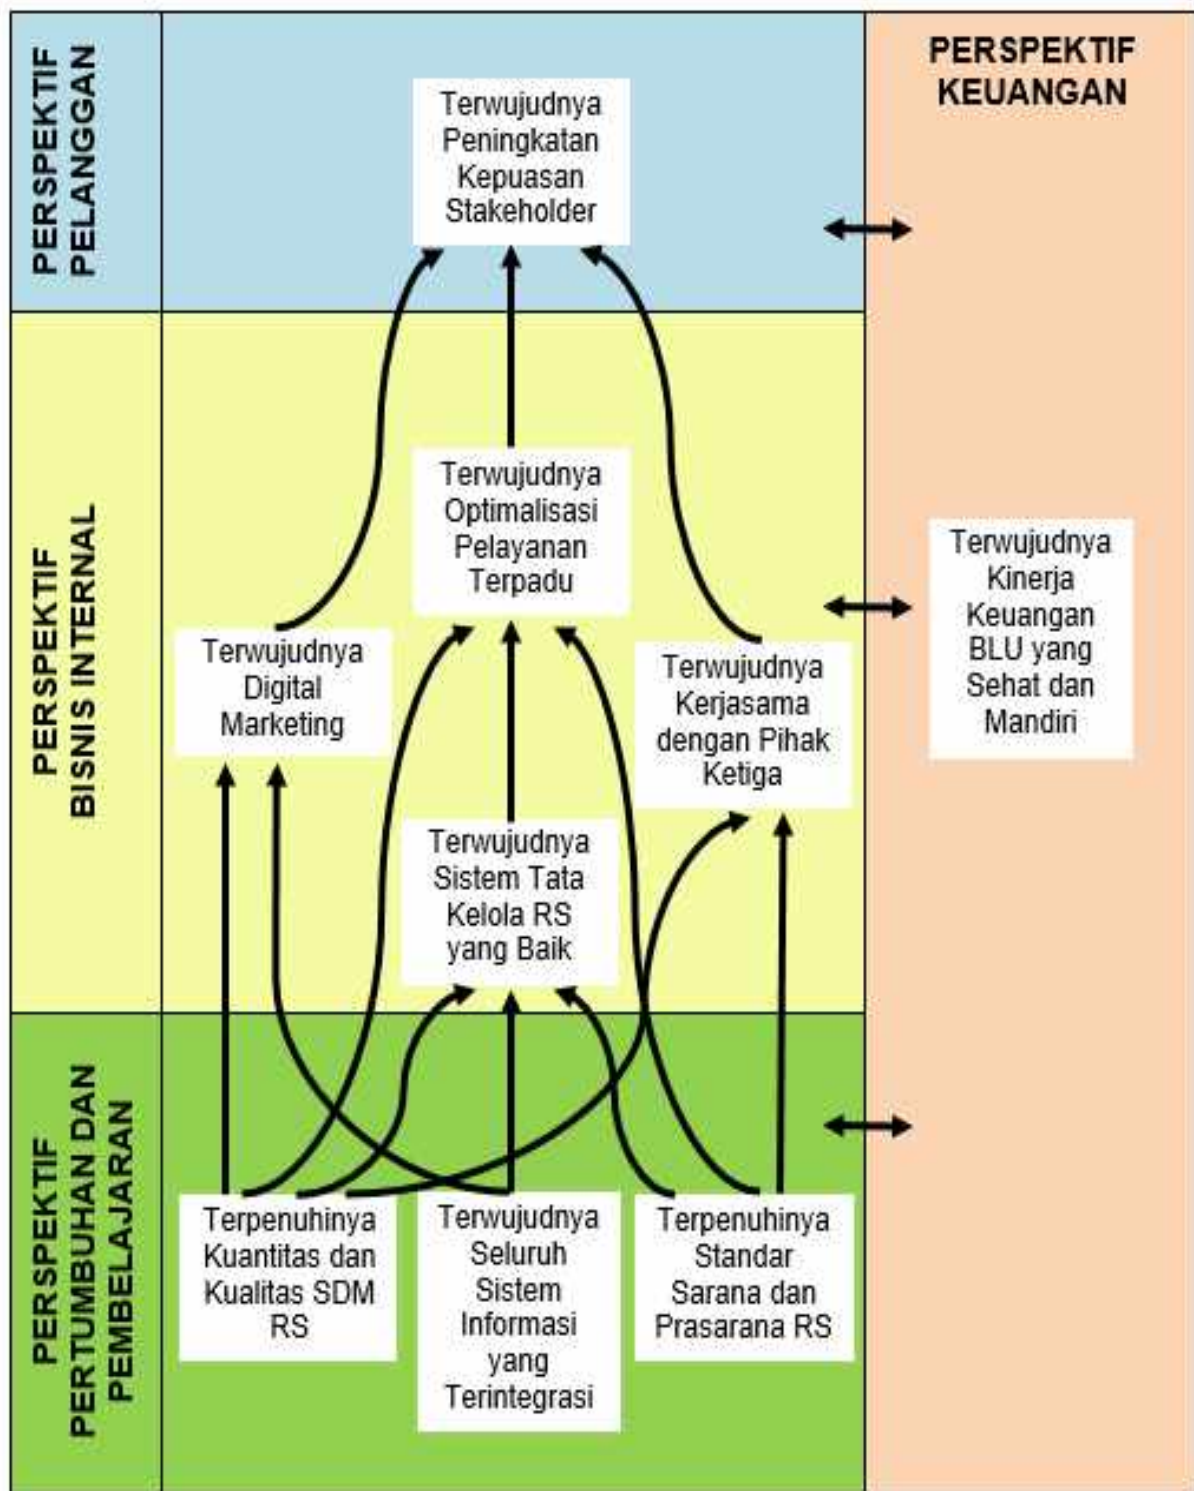 PERSPEKTIF
PELANGGAN
Terwujudnya
Peningkatan
Kepuasan
Stakeholder
PERSPEKTIF
KEUANGAN
PERSPEKTIF
BISNIS INTERNAL
Terwujudnya
Optimalisasi
Pelayanan
Terpadu
Terwujudnya
Digital
Marketing
Terwujudnya
Kerjasama
dengan Pihak
Ketiga
Terwujudnya
Sistem Tata
Kelola RS
yang Baik
Terwujudnya
Kinerja
Keuangan
BLU yang
Sehat dan
Mandiri
PERSPEKTIF
PERTUMBUHAN DAN
PEMBELAJARAN
Terpenuhinya
Kuantitas dan
Kualitas SDM
RS
Terwujudnya
Seluruh
Sistem
Informasi
yang
Terintegrasi
Terpenuhinya
Standar
Sarana dan
Prasarana RS